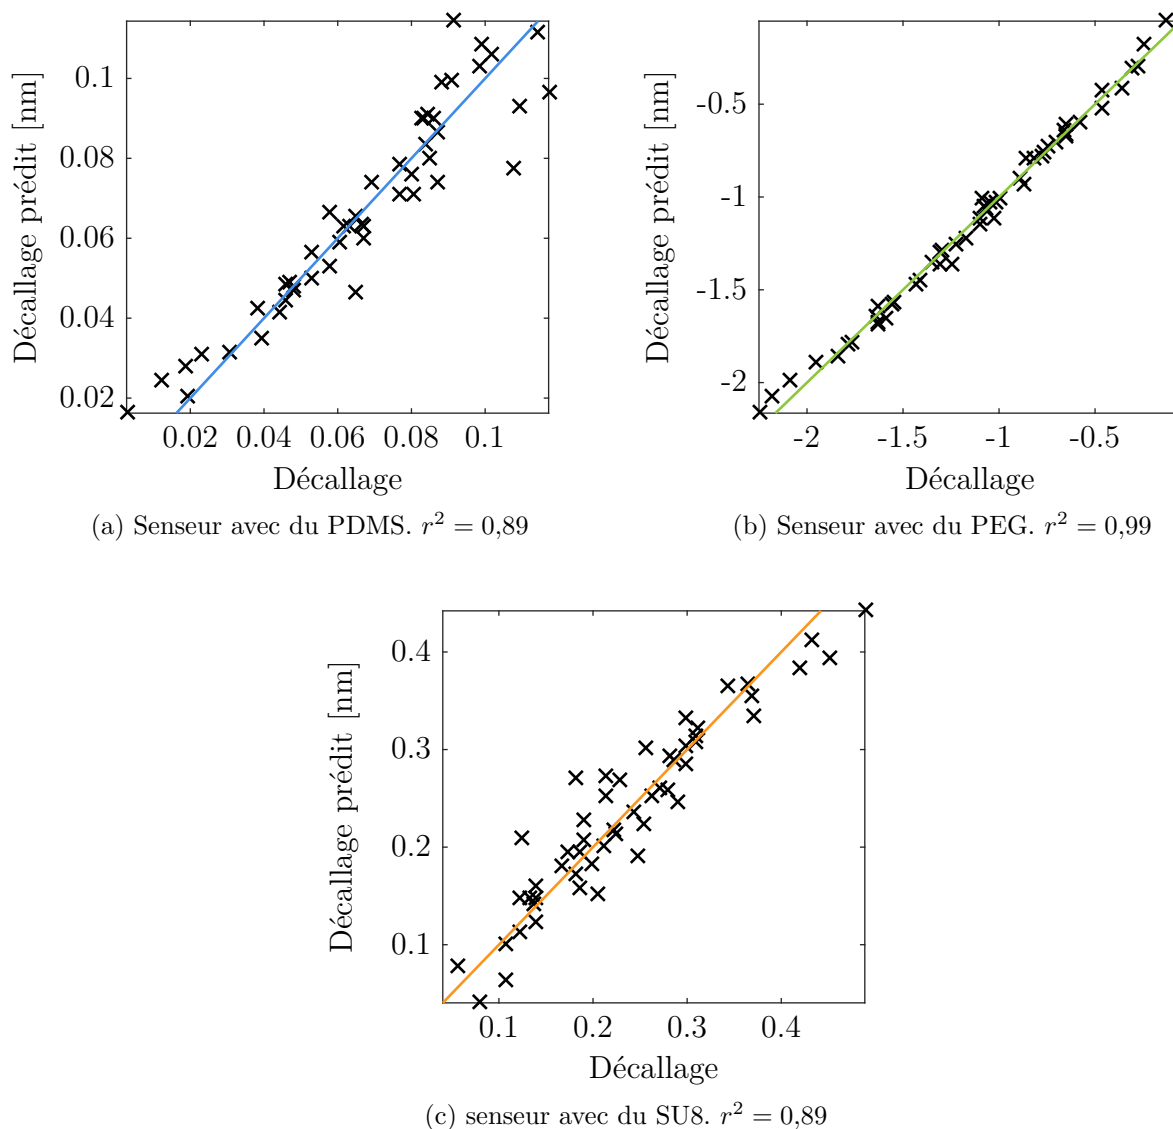 0.1
0.08
0.06
0.04
0.02
Décallage prédit [nm]
0.02 0.04 0.06 0.08 0.1
Décallage
(a) Senseur avec du PDMS. r² = 0,89
-0.5
-1
-1.5
-2
Décallage prédit [nm]
-2 -1.5 -1 -0.5
Décallage
(b) Senseur avec du PEG. r² = 0,99
0.4
0.3
0.2
0.1
Décallage prédit [nm]
0.1 0.2 0.3 0.4
Décallage
(c) senseur avec du SU8. r² = 0,89